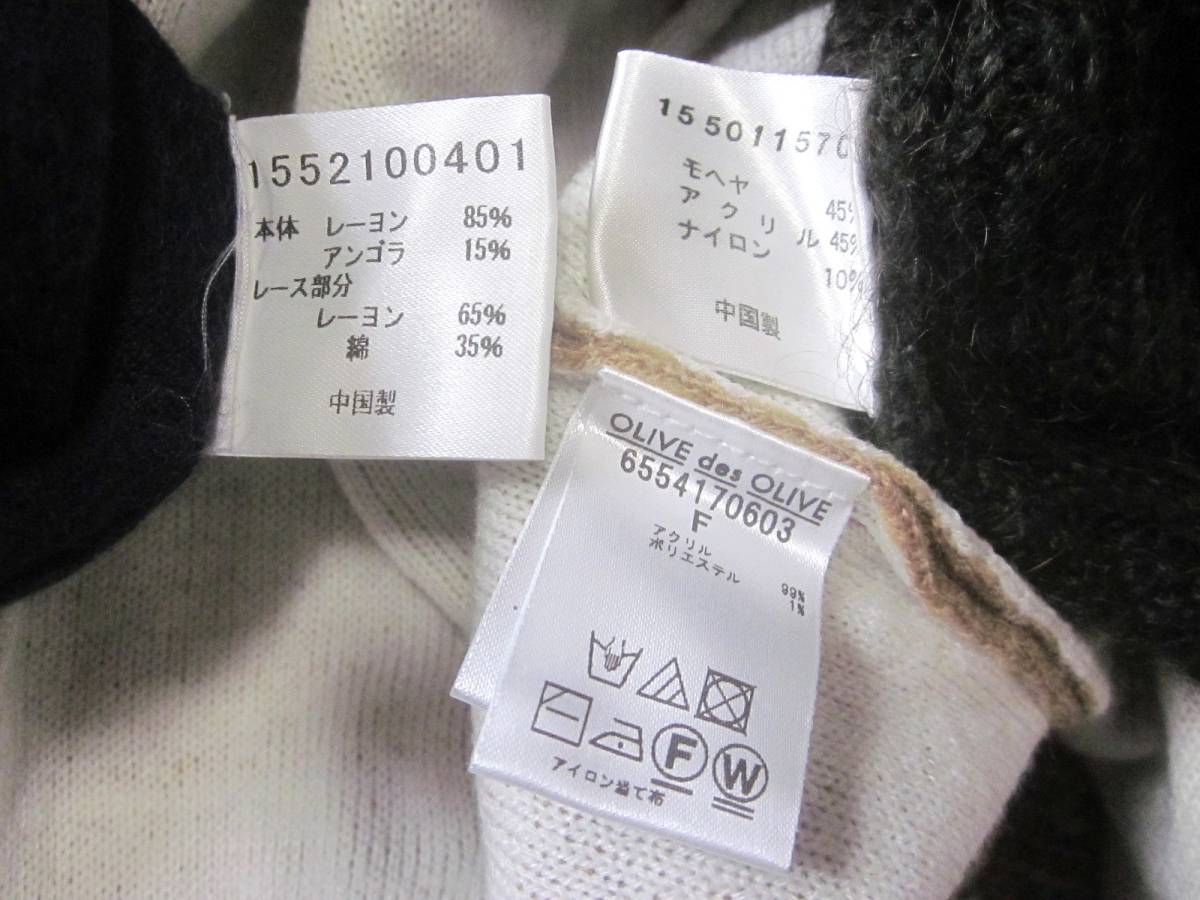 1552100401
本体 レーヨン 85%
アンゴラ 15%
レース部分
レーヨン 65%
綿 35%
中国製
155011570
モヘヤ 45%
アクリル 45%
ナイロン 10%
中国製
OLIVE des OLIVE
6554170603
F
アクリル 99%
ポリエステル 1%
F W
アイロン当て布